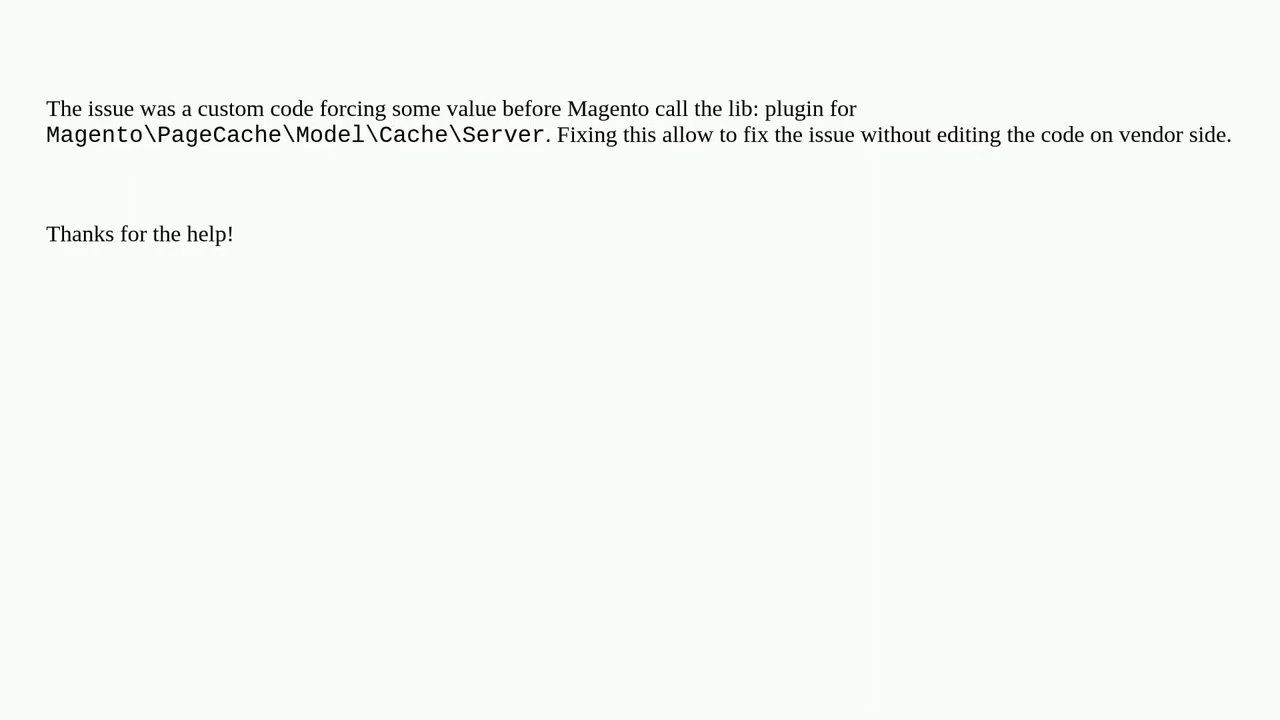 The issue was a custom code forcing some value before Magento call the lib: plugin for
Magento\PageCache\Model\Cache\Server. Fixing this allow to fix the issue without editing the code on vendor side.
Thanks for the help!